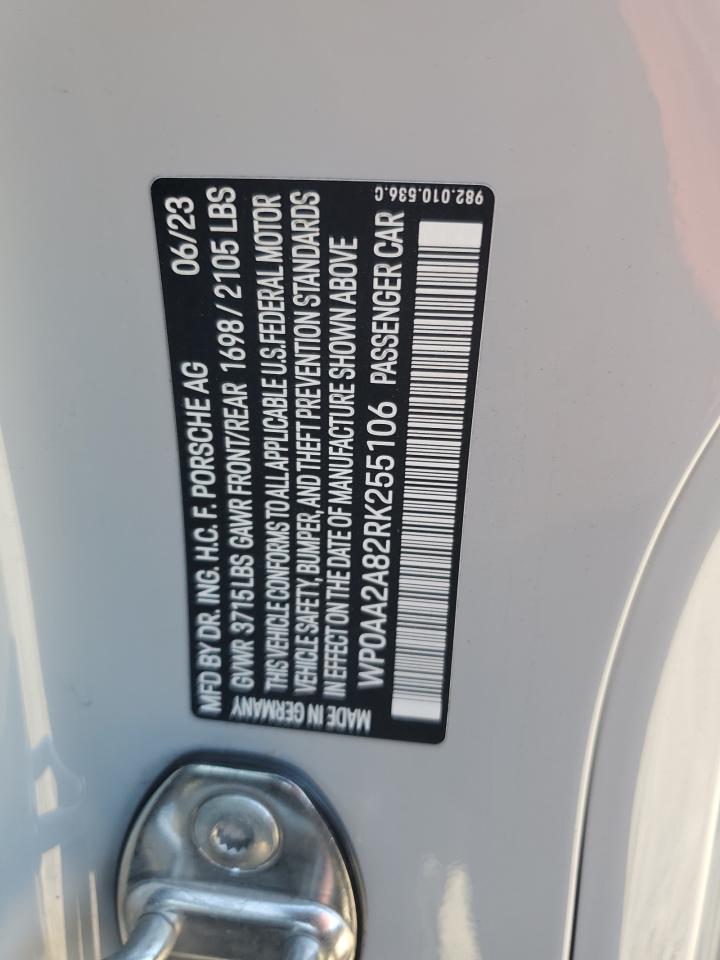 MFD BY DR. ING. H.C. F. PORSCHE AG 06/23
GVWR 3715 LBS GAWR FRONT/REAR 1698 / 2105 LBS
THIS VEHICLE CONFORMS TO ALL APPLICABLE U.S. FEDERAL MOTOR
VEHICLE SAFETY, BUMPER, AND THEFT PREVENTION STANDARDS
IN EFFECT ON THE DATE OF MANUFACTURE SHOWN ABOVE
WP0AA2A82RK255106 PASSENGER CAR
MADE IN GERMANY
982.010.536.C